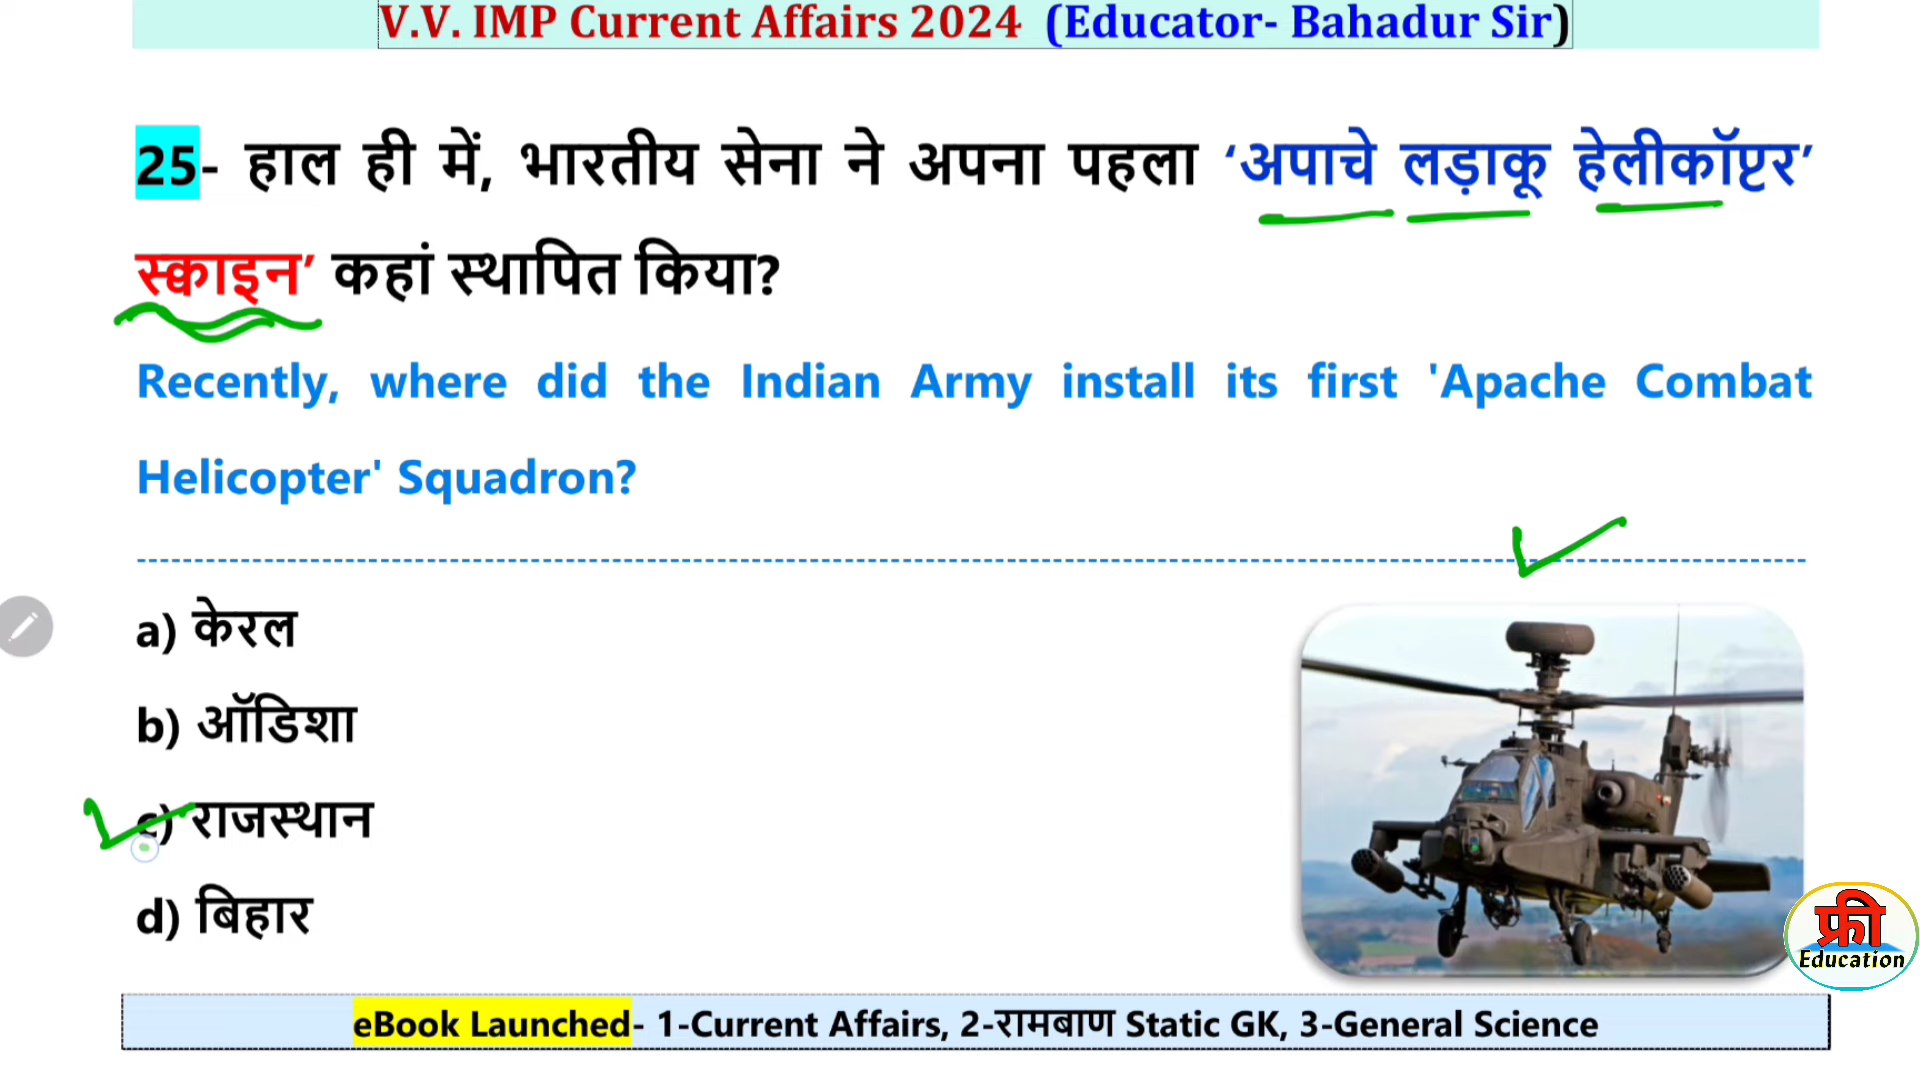 V.V. IMP Current Affairs 2024 (Educator- Bahadur Sir)
25- हाल ही में, भारतीय सेना ने अपना पहला ‘अपाचे लड़ाकू हेलीकॉप्टर’
स्क्वाड्रन’ कहां स्थापित किया?
Recently, where did the Indian Army install its first 'Apache Combat
Helicopter' Squadron?
a) केरल
b) ऑडिशा
c) राजस्थान
d) बिहार
फ्री
Education
eBook Launched- 1-Current Affairs, 2-रामबाण Static GK, 3-General Science